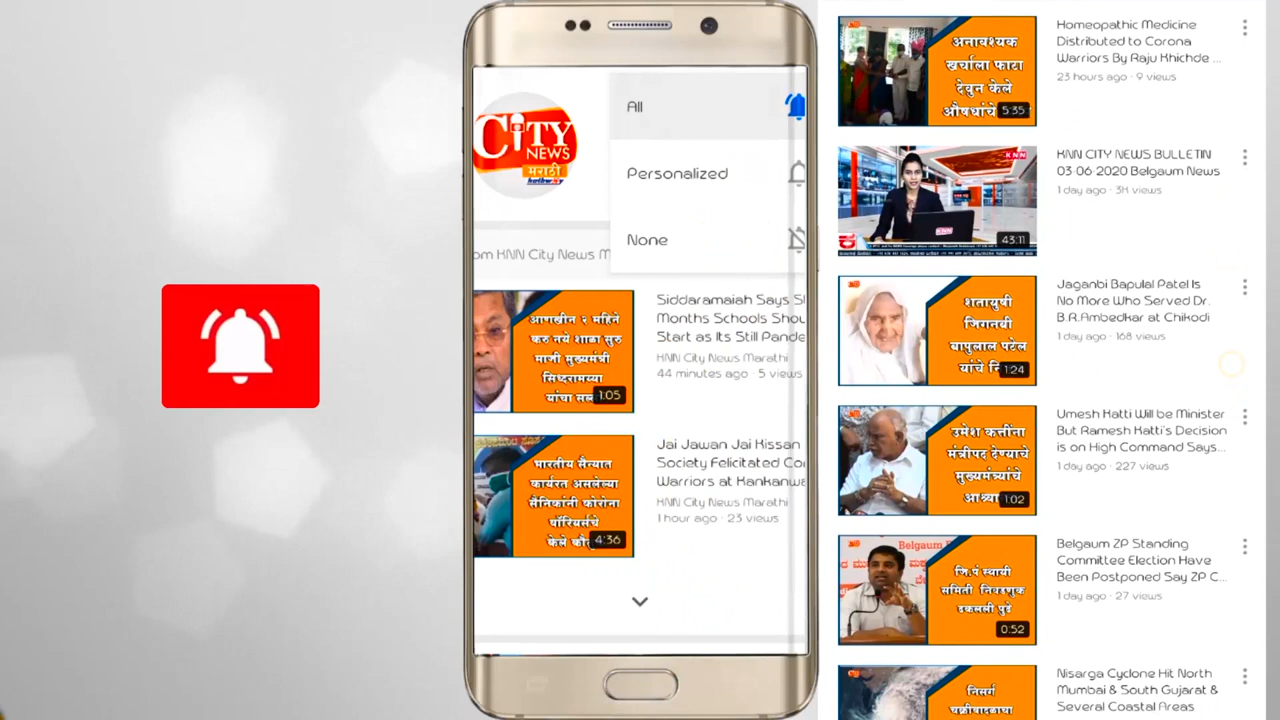 CiTY
NEWS
मराठी
All
Personalized
None
om KNN City News M
आणखीन २ महिने
करु नये शाळा सुरु
माजी मुख्यमंत्री
सिध्दरामय्या
यांचा सल
1:05
Siddaramaiah Says S
Months Schools Shou
Start as Its Still Pande
KNN City News Marathi
44 minutes ago · 5 views
भारतीय सैन्यात
कार्यरत असलेल्या
सैनिकांनी कोरोना
वॉरियर्सचे
केले कौ
4:36
Jai Jawan Jai Kissan
Society Felicitated Co
Warriors at Kankanwa
KNN City News Marathi
1 hour ago · 23 views
अनावश्यक
खर्चाला फाटा
देवुन केले
औषधांचे
5:35
Homeopathic Medicine
Distributed to Corona
Warriors By Raju Khichde ...
23 hours ago · 9 views
KNN
KNN
43:11
KNN CITY NEWS BULLETIN
03-06-2020 Belgaum News
1 day ago · 3K views
शतायुषी
जिगनबी
बापुलाल पटेल
यांचे नि
1:24
Jaganbi Bapulal Patel Is
No More Who Served Dr.
B.R.Ambedkar at Chikodi
1 day ago · 168 views
उमेश कत्तींना
मंत्रीपद देण्याचे
मुख्यमंत्र्यांचे
आश्वा
1:02
Umesh Katti Will be Minister
But Ramesh Katti's Decision
is on High Command Says...
1 day ago · 227 views
Belgaum
जि.पं स्थायी
समिती निवडणुक
ढकलली पुढे
0:52
Belgaum ZP Standing
Committee Election Have
Been Postponed Say ZP C...
1 day ago · 27 views
निसर्ग
चक्रीवादळाचा
Nisarga Cyclone Hit North
Mumbai & South Gujarat &
Several Coastal Areas